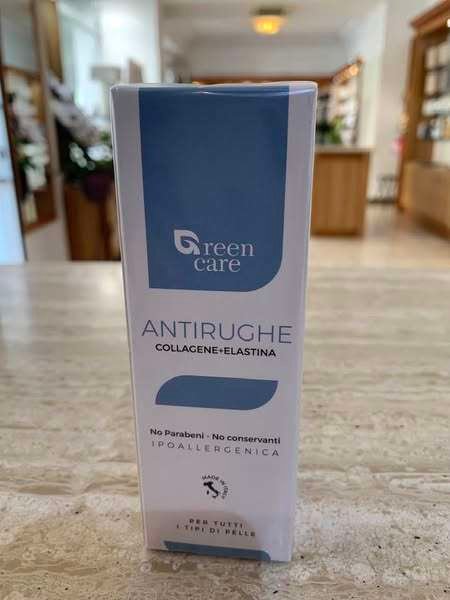 Green
care
ANTIRUGHE
COLLAGENE+ELASTINA
No Parabeni - No conservanti
IPOALLERGENICA
MADE IN ITALY
PER TUTTI
I TIPI DI PELLE